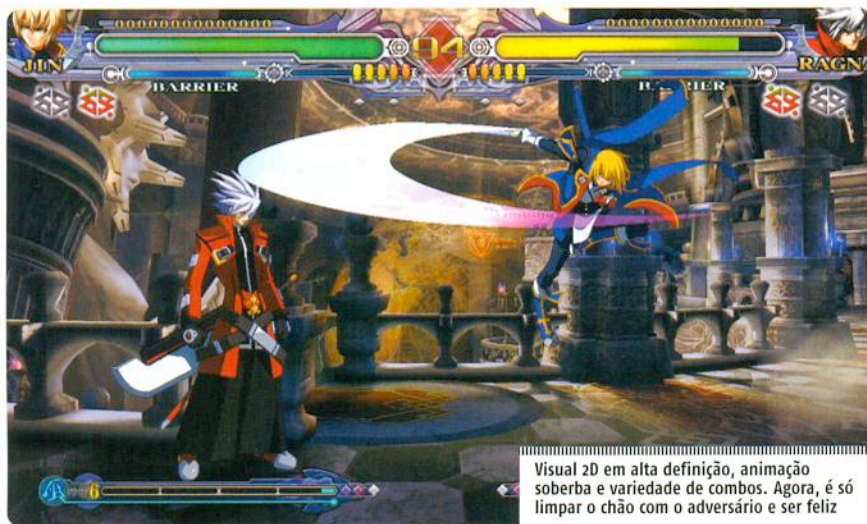 94
JIN
RAGNA
BARRIER
6
Visual 2D em alta definição, animação
soberba e variedade de combos. Agora, é só
limpar o chão com o adversário e ser feliz